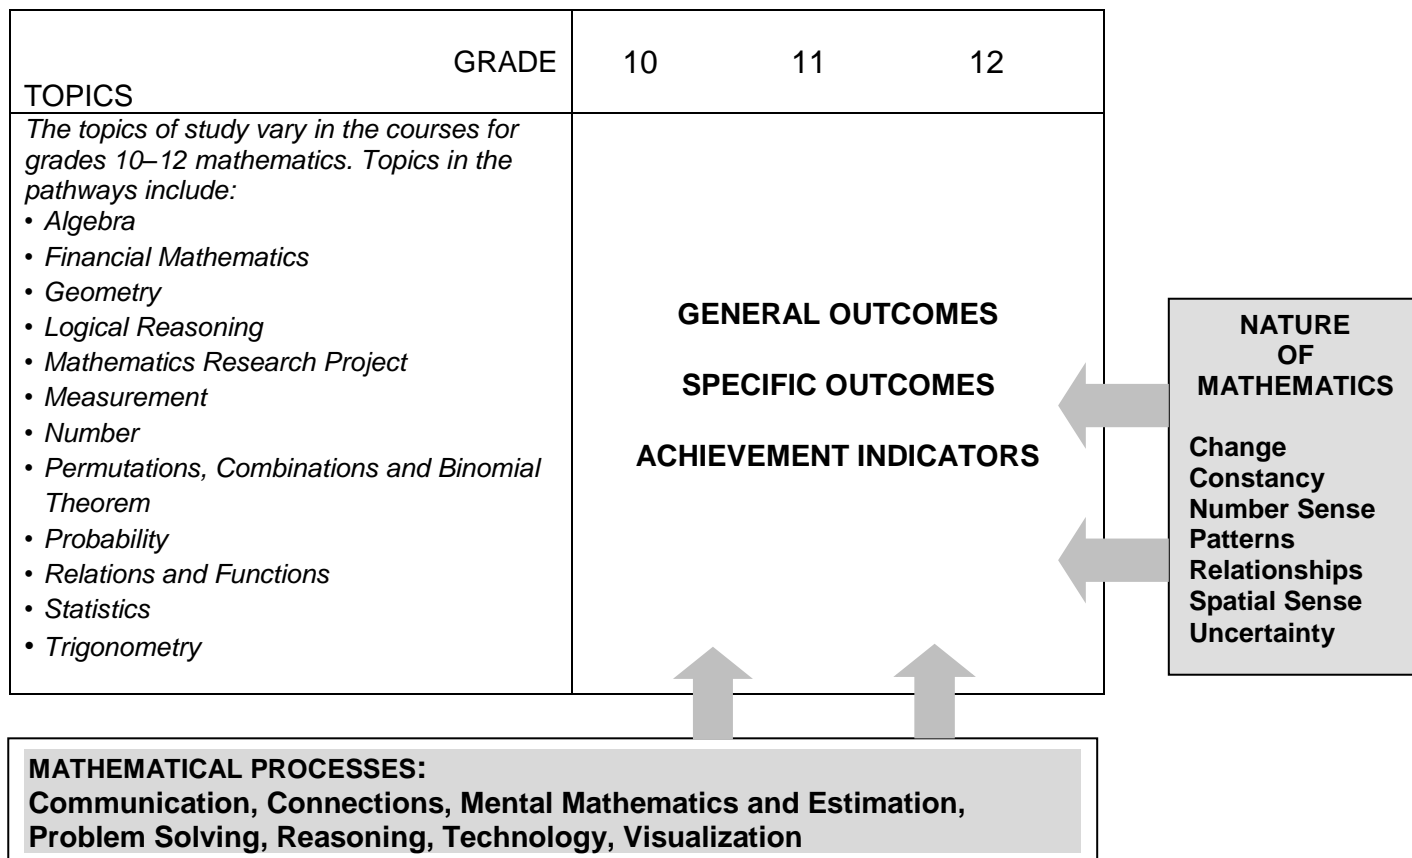 GRADE
TOPICS
10 11 12
The topics of study vary in the courses for
grades 10–12 mathematics. Topics in the
pathways include:
• Algebra
• Financial Mathematics
• Geometry
• Logical Reasoning
• Mathematics Research Project
• Measurement
• Number
• Permutations, Combinations and Binomial
Theorem
• Probability
• Relations and Functions
• Statistics
• Trigonometry
GENERAL OUTCOMES
SPECIFIC OUTCOMES
ACHIEVEMENT INDICATORS
NATURE
OF
MATHEMATICS
Change
Constancy
Number Sense
Patterns
Relationships
Spatial Sense
Uncertainty
MATHEMATICAL PROCESSES:
Communication, Connections, Mental Mathematics and Estimation,
Problem Solving, Reasoning, Technology, Visualization